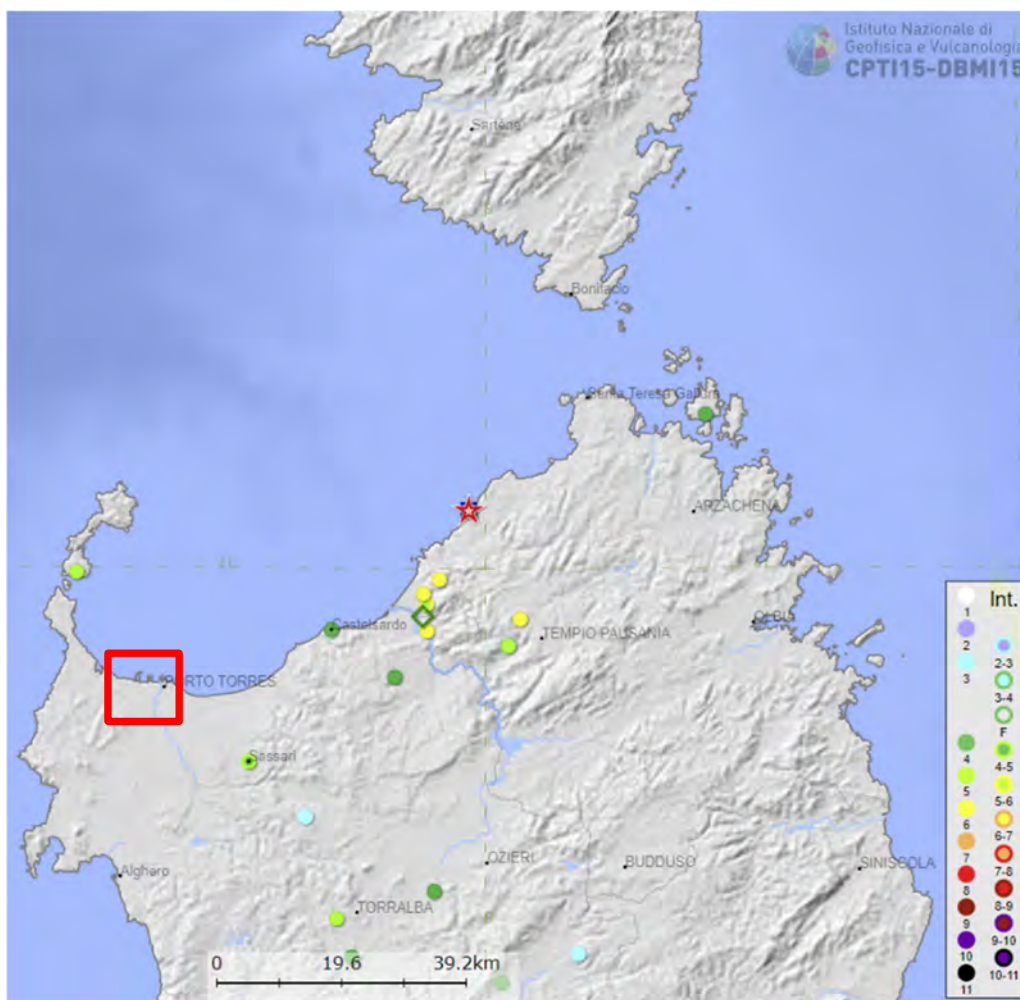 Istituto Nazionale di
Geofisica e Vulcanologia
CPTI15-DBMI15
Sartène
Bonifacio
Santa Teresa Gallura
ARZACHENA
Castelsardo
TEMPIO PAUSANIA
OLBIA
PORTO TORRES
Sassari
OZIERI
BUDDUSO
SINISCOLA
Alghero
TORRALBA
0 19.6 39.2km
Int.
1
2
2-3
3
3-4
F
4
4-5
5
5-6
6
6-7
7
7-8
8
8-9
9
9-10
10
10-11
11